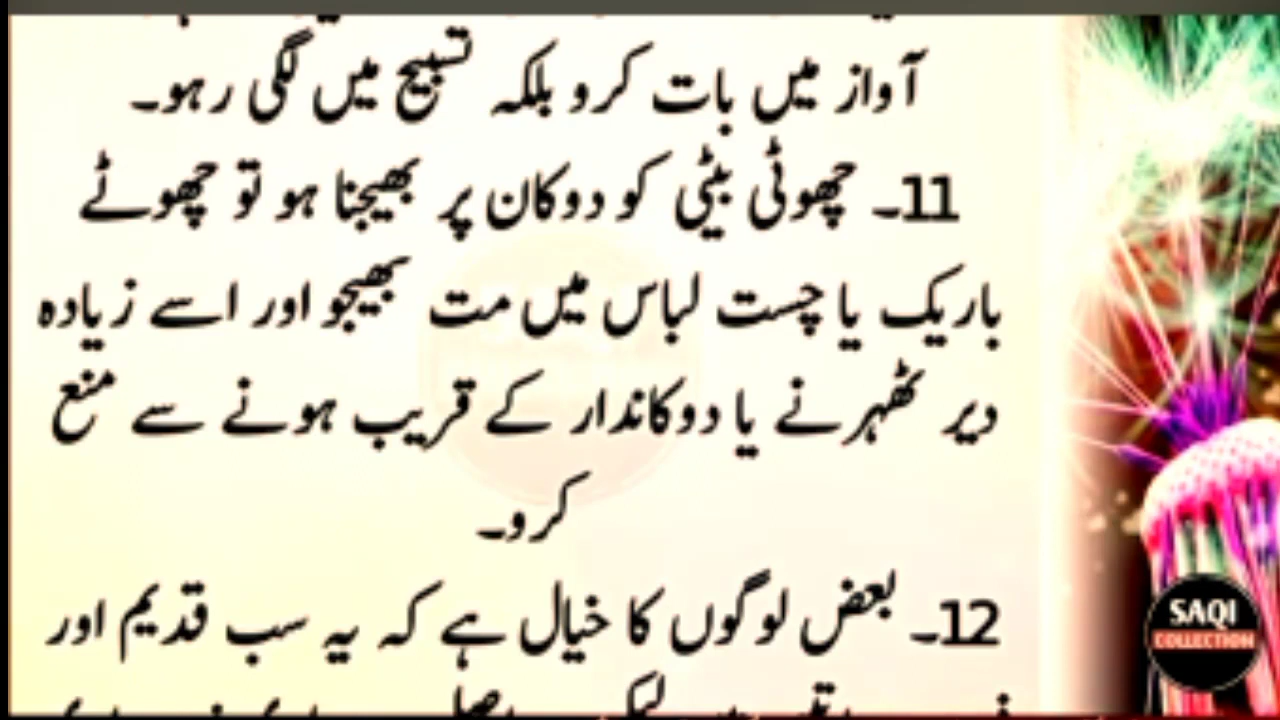 آواز میں بات کرو بلکہ تسبیح میں لگی رہو۔
11۔ چھوٹی بیٹی کو دوکان پر بھیجنا ہو تو چھوٹے
باریک یا چست لباس میں مت بھیجو اور اسے زیادہ
دیر ٹھہرنے یا دوکاندار کے قریب ہونے سے منع
کرو۔
12۔ بعض لوگوں کا خیال ہے کہ یہ سب قدیم اور
SAQI
COLLECTION